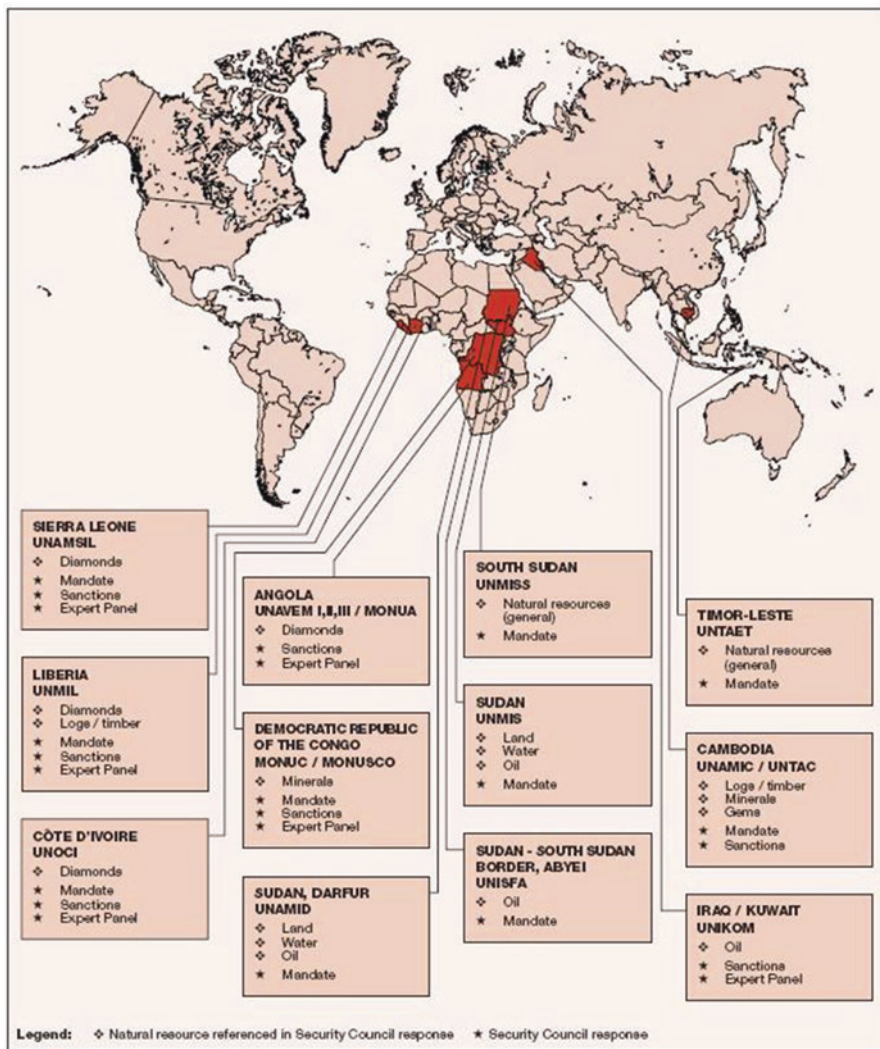 SIERRA LEONE
UNAMSIL
❖ Diamonds
★ Mandate
★ Sanctions
★ Expert Panel
LIBERIA
UNMIL
❖ Diamonds
❖ Logs / timber
★ Mandate
★ Sanctions
★ Expert Panel
CÔTE D'IVOIRE
UNOCI
❖ Diamonds
★ Mandate
★ Sanctions
★ Expert Panel
ANGOLA
UNAVEM I,II,III / MONUA
❖ Diamonds
★ Sanctions
★ Expert Panel
DEMOCRATIC REPUBLIC
OF THE CONGO
MONUC / MONUSCO
❖ Minerals
★ Mandate
★ Sanctions
★ Expert Panel
SUDAN, DARFUR
UNAMID
❖ Land
❖ Water
❖ Oil
★ Mandate
SOUTH SUDAN
UNMISS
❖ Natural resources
(general)
★ Mandate
SUDAN
UNMIS
❖ Land
❖ Water
❖ Oil
★ Mandate
SUDAN - SOUTH SUDAN
BORDER, ABYEI
UNISFA
❖ Oil
★ Mandate
TIMOR-LESTE
UNTAET
❖ Natural resources
(general)
★ Mandate
CAMBODIA
UNAMIC / UNTAC
❖ Logs / timber
❖ Minerals
❖ Gems
★ Mandate
★ Sanctions
IRAQ / KUWAIT
UNIKOM
❖ Oil
★ Sanctions
★ Expert Panel
Legend: ❖ Natural resource referenced in Security Council response ★ Security Council response